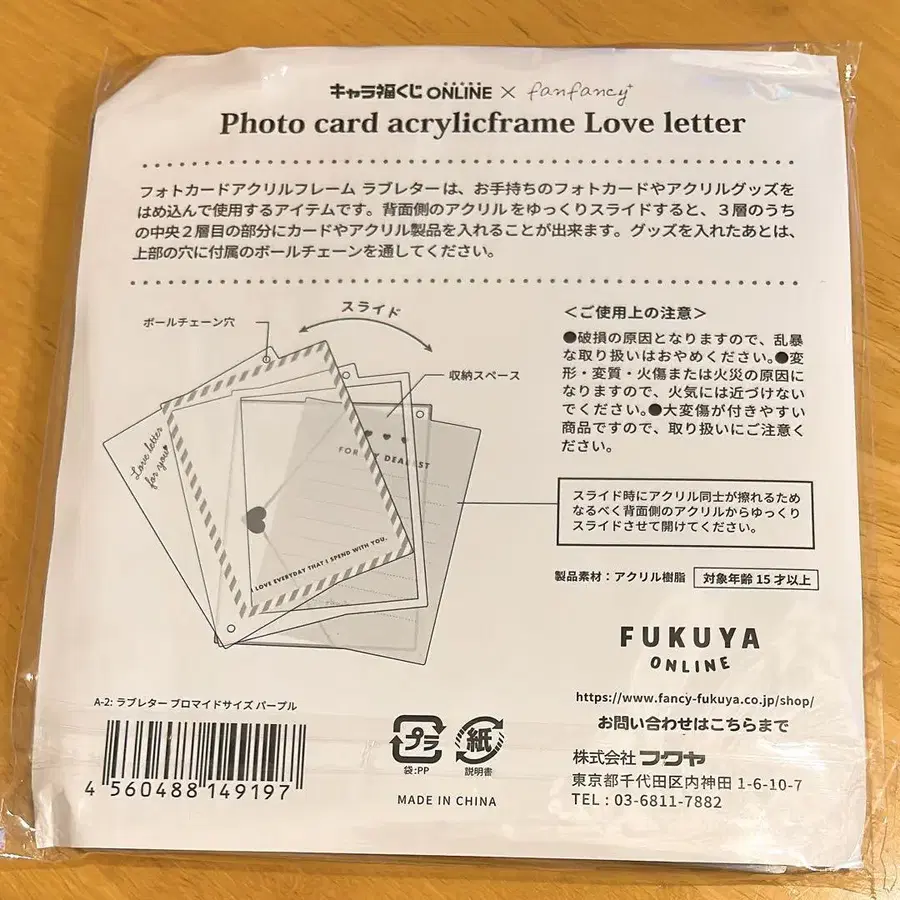 キャラ福くじ ONLINE × fanfancy+
Photo card acrylicframe Love letter
フォトカードアクリルフレーム ラブレターは、お手持ちのフォトカードやアクリルグッズを
はめ込んで使用するアイテムです。背面側のアクリルをゆっくりスライドすると、3層のうち
の中央2層目の部分にカードやアクリル製品を入れることが出来ます。グッズを入れたあとは、
上部の穴に付属のボールチェーンを通してください。
スライド
ボールチェーン穴
収納スペース
Love letter
for you
FOR MY DEAREST
I LOVE EVERYDAY THAT I SPEND WITH YOU.
＜ご使用上の注意＞
●破損の原因となりますので、乱暴
な取り扱いはおやめください。●変
形・変質・火傷または火災の原因に
なりますので、火気には近づけない
でください。●大変傷が付きやすい
商品ですので、取り扱いにご注意く
ださい。
スライド時にアクリル同士が擦れるため
なるべく背面側のアクリルからゆっくり
スライドさせて開けてください。
製品素材：アクリル樹脂 対象年齢 15 才以上
FUKUYA
ONLINE
https://www.fancy-fukuya.co.jp/shop/
お問い合わせはこちらまで
株式会社 フクヤ
東京都千代田区内神田 1-6-10-7
TEL : 03-6811-7882
A-2: ラブレター ブロマイドサイズ パープル
4 560488 149197
プラ
袋:PP
紙
説明書
MADE IN CHINA